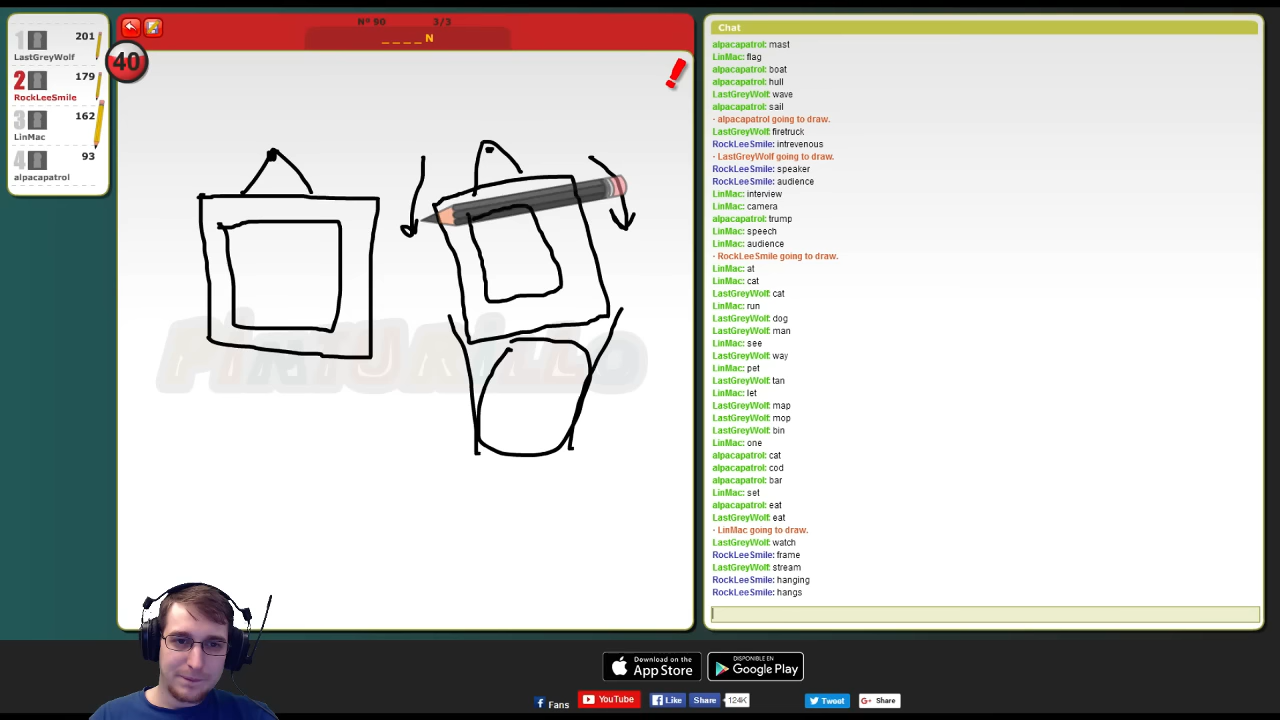 1 201
LastGreyWolf
2 179
RockLeeSmile
3 162
LinMac
4 93
alpacapatrol
40
Nº 90 3/3
_ _ _ _ N
Pinturillo
Chat
alpacapatrol: mast
LinMac: flag
alpacapatrol: boat
alpacapatrol: hull
LastGreyWolf: wave
alpacapatrol: sail
- alpacapatrol going to draw.
LastGreyWolf: firetruck
RockLeeSmile: intrevenous
- LastGreyWolf going to draw.
RockLeeSmile: speaker
RockLeeSmile: audience
LinMac: interview
LinMac: camera
alpacapatrol: trump
LinMac: speech
LinMac: audience
- RockLeeSmile going to draw.
LinMac: at
LinMac: cat
LastGreyWolf: cat
LinMac: run
LastGreyWolf: dog
LastGreyWolf: man
LinMac: see
LastGreyWolf: way
LinMac: pet
LastGreyWolf: tan
LinMac: let
LastGreyWolf: map
LastGreyWolf: mop
LastGreyWolf: bin
LinMac: one
alpacapatrol: cat
alpacapatrol: cod
alpacapatrol: bar
LinMac: set
alpacapatrol: eat
LastGreyWolf: eat
- LinMac going to draw.
LastGreyWolf: watch
RockLeeSmile: frame
LastGreyWolf: stream
RockLeeSmile: hanging
RockLeeSmile: hangs
Download on the
App Store
DISPONIBLE EN
Google Play
Fans YouTube Like Share 124K Tweet G+ Share